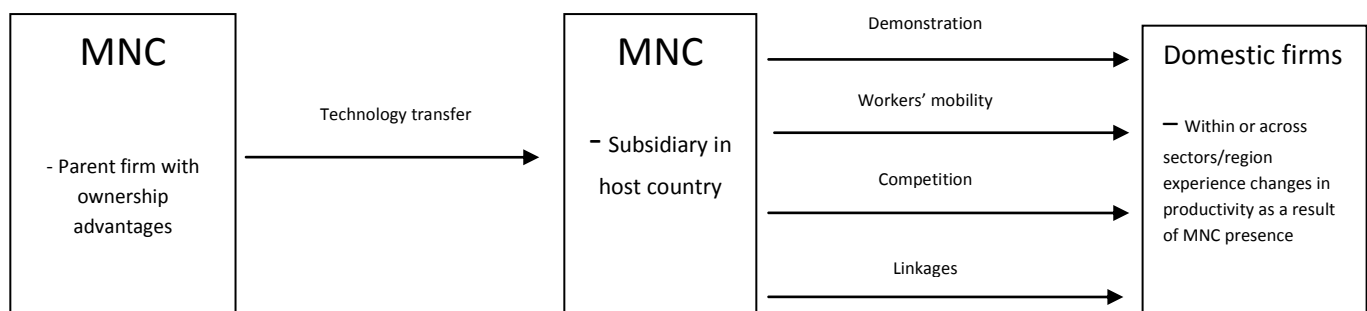 MNC
- Parent firm with
ownership
advantages
Technology transfer
MNC
– Subsidiary in
host country
Demonstration
Workers’ mobility
Competition
Linkages
Domestic firms
– Within or across
sectors/region
experience changes in
productivity as a result
of MNC presence